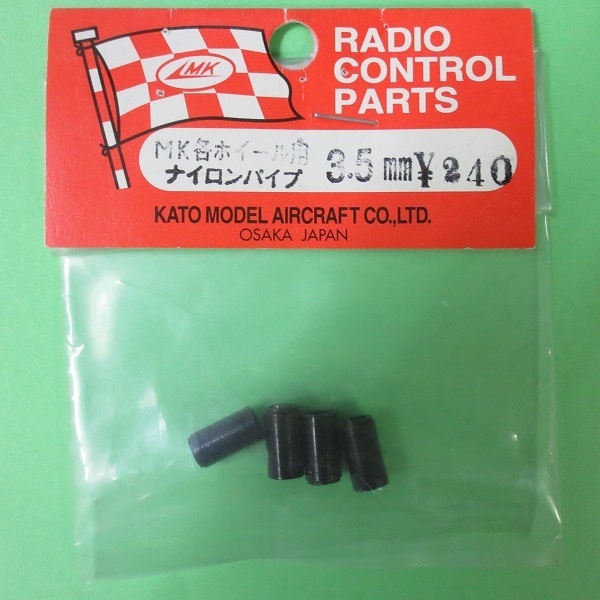 MK
RADIO
CONTROL
PARTS
MK各ホイール用
ナイロンパイプ 3.5mm ¥240
KATO MODEL AIRCRAFT CO.,LTD.
OSAKA JAPAN